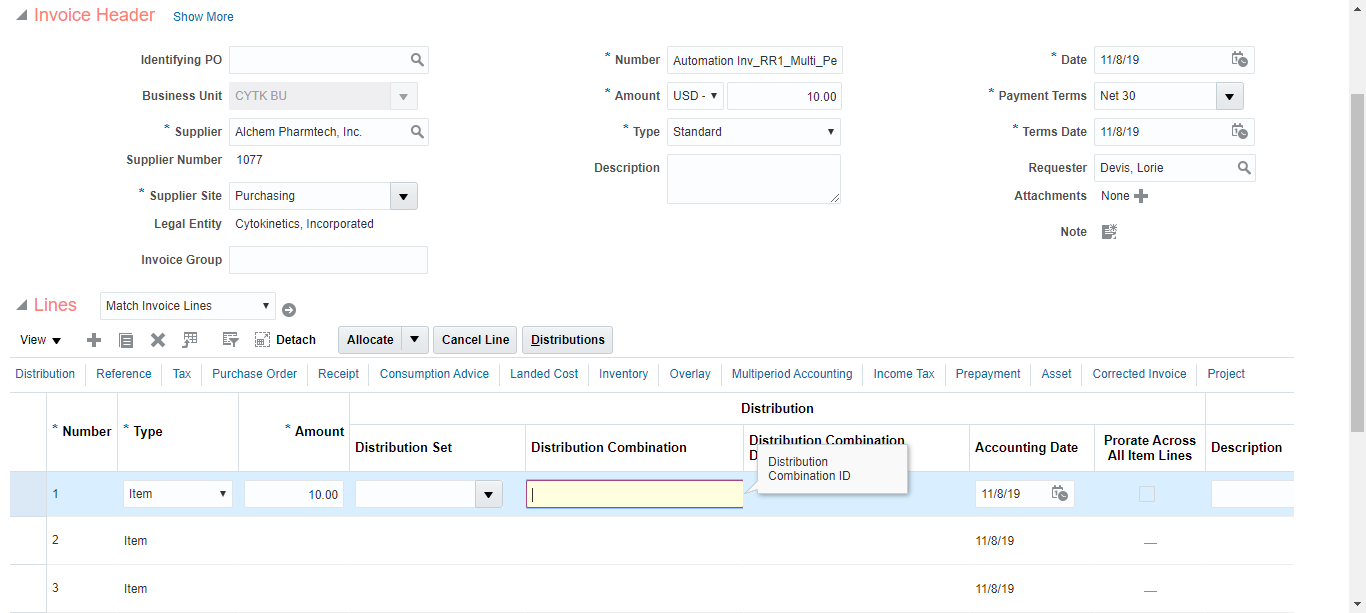 Invoice Header Show More
Identifying PO
* Number Automation Inv_RR1_Multi_Pe
* Date 11/8/19
Business Unit CYTK BU
* Amount USD - 10.00
* Payment Terms Net 30
* Supplier Alchem Pharmtech, Inc.
* Type Standard
* Terms Date 11/8/19
Supplier Number 1077
Description
Requester Devis, Lorie
* Supplier Site Purchasing
Attachments None
Legal Entity Cytokinetics, Incorporated
Note
Invoice Group
Lines Match Invoice Lines
View Detach Allocate Cancel Line Distributions
Distribution Reference Tax Purchase Order Receipt Consumption Advice Landed Cost Inventory Overlay Multiperiod Accounting Income Tax Prepayment Asset Corrected Invoice Project
Distribution
* Number * Type * Amount Distribution Set Distribution Combination Distribution Combination Accounting Date Prorate Across All Item Lines Description
Distribution
Combination ID
1 Item 10.00 11/8/19
2 Item 11/8/19 —
3 Item 11/8/19 —